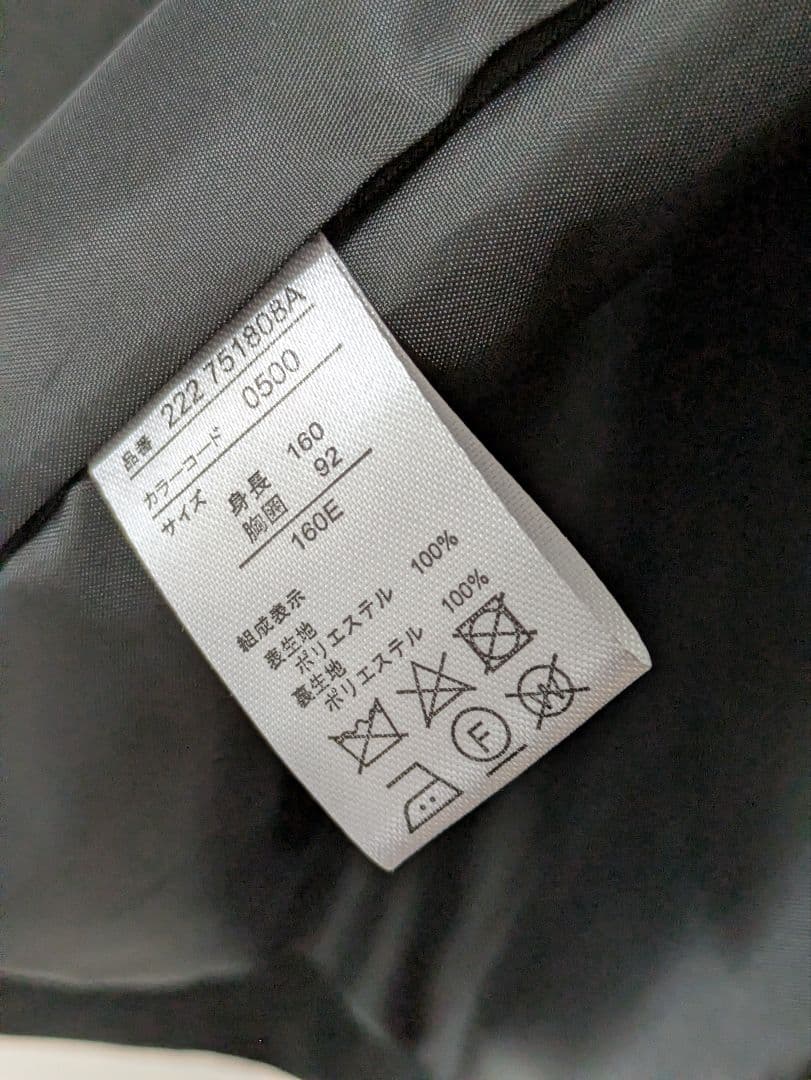 品番 222 751808A
カラーコード 0500
サイズ 身長 160
胸囲 92
160E
組成表示
表生地
ポリエステル 100%
裏生地
ポリエステル 100%
W
F